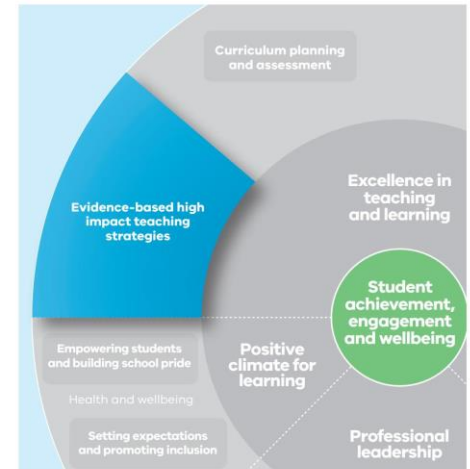 Curriculum planning
and assessment
Evidence-based high
impact teaching
strategies
Excellence in
teaching
and learning
Student
achievement,
engagement
and wellbeing
Empowering students
and building school pride
Positive
climate for
learning
Health and wellbeing
Setting expectations
and promoting inclusion
Professional
leadership